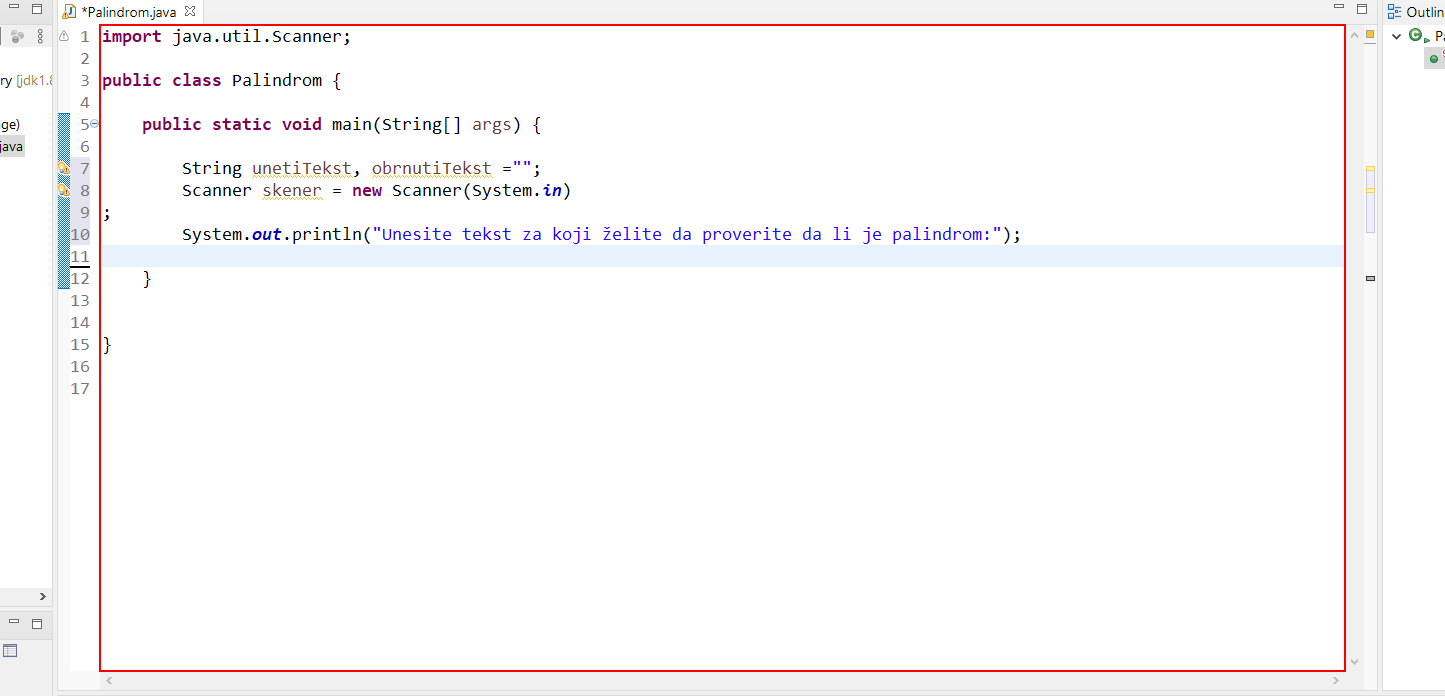 *Palindrom.java
Outlin
1 import java.util.Scanner;
2
3 public class Palindrom {
4
5 public static void main(String[] args) {
6
7 String unetiTekst, obrnutiTekst ="";
8 Scanner skener = new Scanner(System.in)
9 ;
10 System.out.println("Unesite tekst za koji želite da proverite da li je palindrom:");
11
12 }
13
14
15 }
16
17
ry [jdk1.8
ge)
java